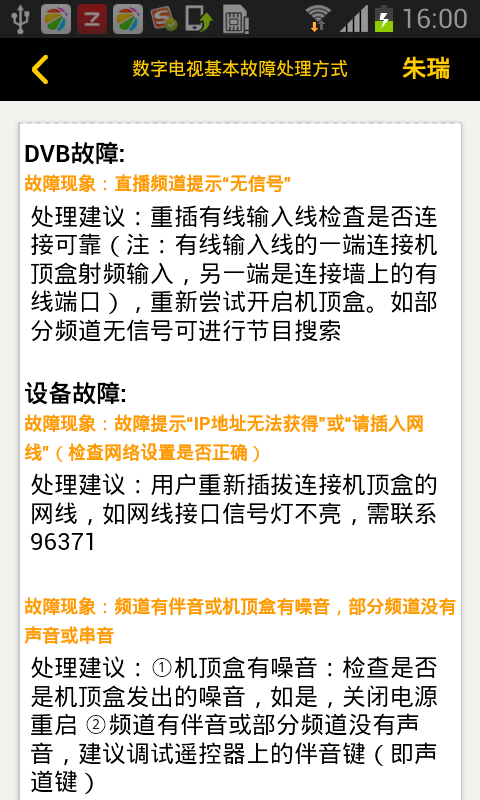 16:00
数字电视基本故障处理方式
朱瑞
DVB故障:
故障现象：直播频道提示“无信号”
处理建议：重插有线输入线检查是否连
接可靠（注：有线输入线的一端连接机
顶盒射频输入，另一端是连接墙上的有
线端口），重新尝试开启机顶盒。如部
分频道无信号可进行节目搜索
设备故障:
故障现象：故障提示“IP地址无法获得”或“请插入网
线”（检查网络设置是否正确）
处理建议：用户重新插拔连接机顶盒的
网线，如网线接口信号灯不亮，需联系
96371
故障现象：频道有伴音或机顶盒有噪音，部分频道没有
声音或串音
处理建议：①机顶盒有噪音：检查是否
是机顶盒发出的噪音，如是，关闭电源
重启 ②频道有伴音或部分频道没有声
音，建议调试遥控器上的伴音键（即声
道键）